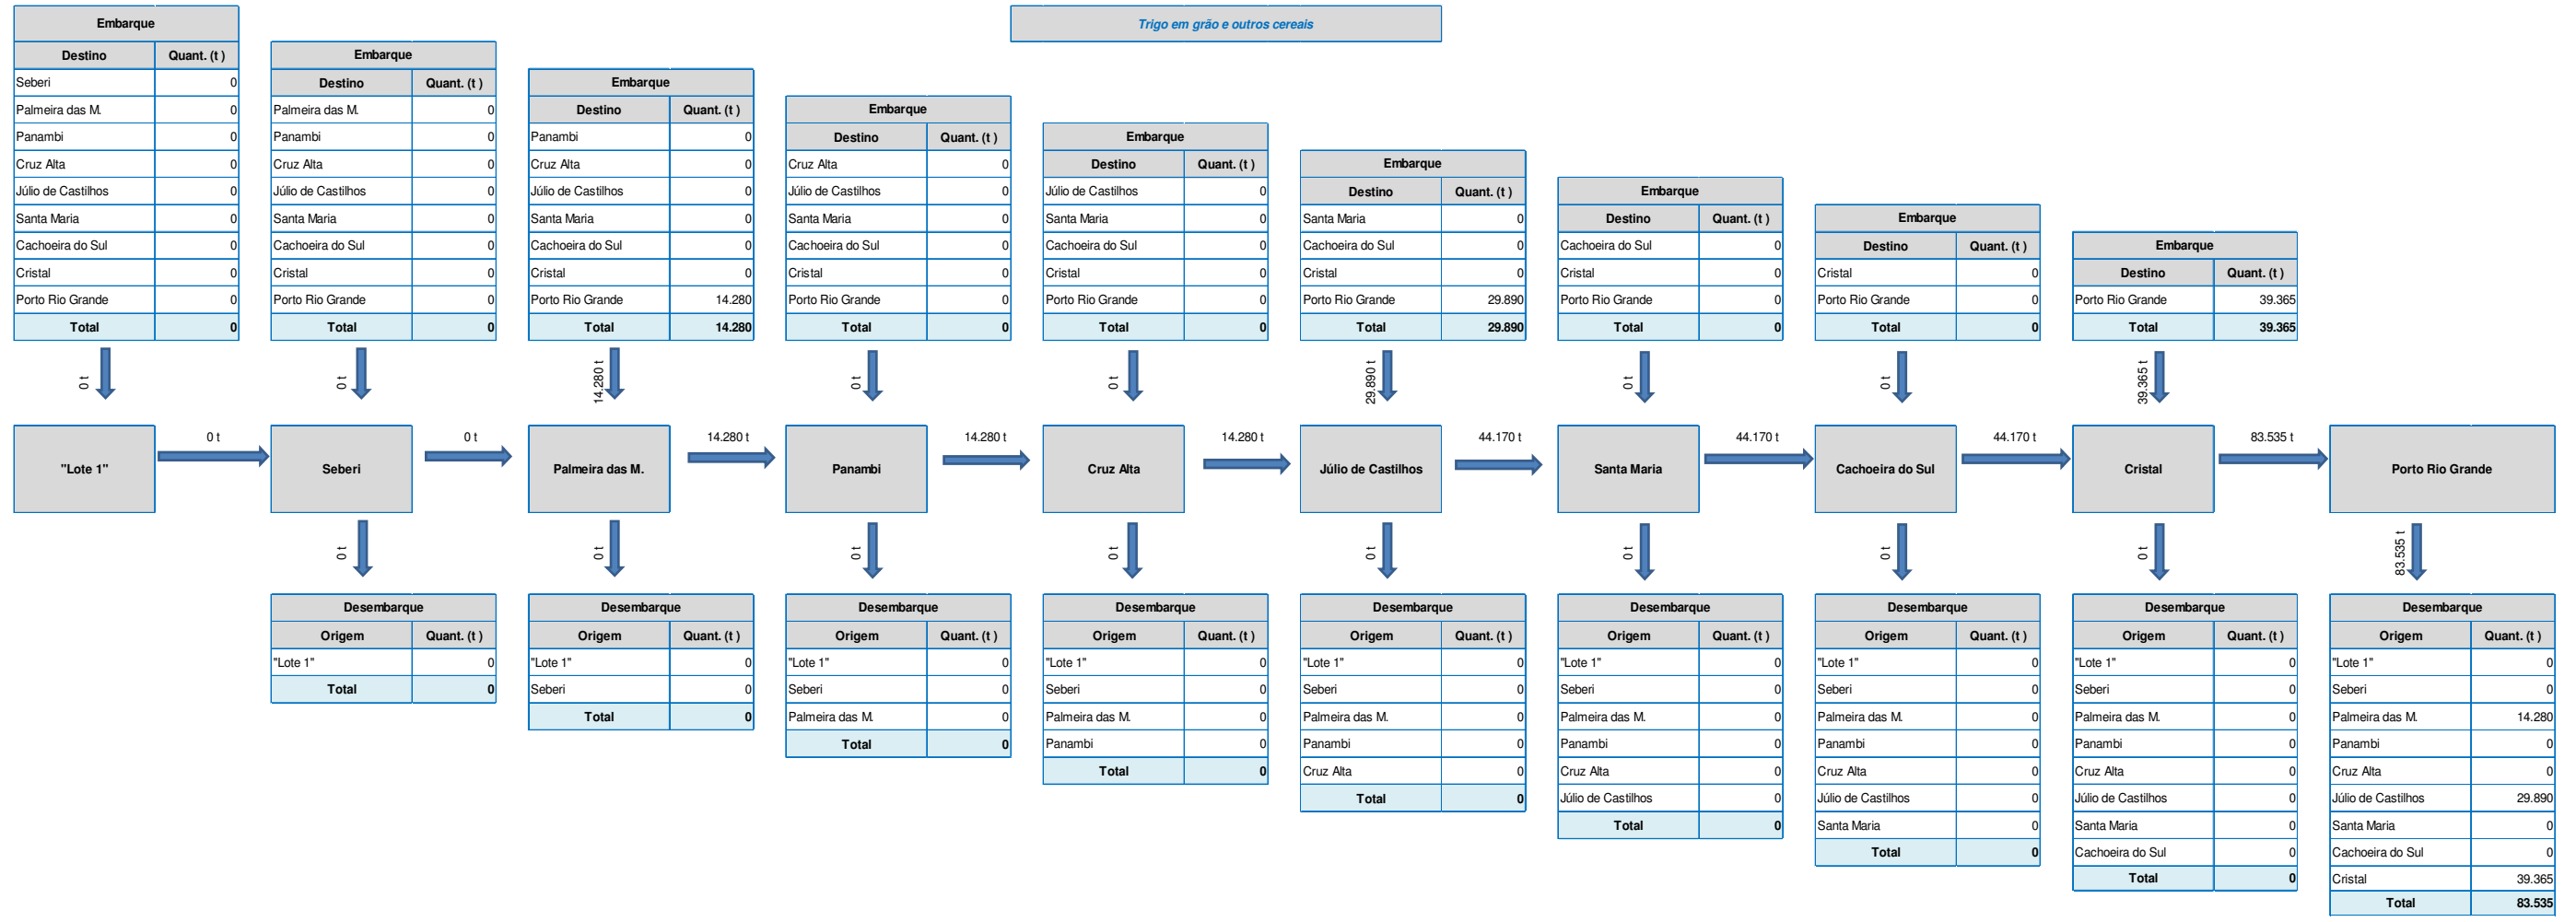 Trigo em grão e outros cereais
Embarque
Destino Quant. (t )
Seberi 0
Palmeira das M. 0
Panambi 0
Cruz Alta 0
Júlio de Castilhos 0
Santa Maria 0
Cachoeira do Sul 0
Cristal 0
Porto Rio Grande 0
Total 0
Embarque
Destino Quant. (t )
Palmeira das M. 0
Panambi 0
Cruz Alta 0
Júlio de Castilhos 0
Santa Maria 0
Cachoeira do Sul 0
Cristal 0
Porto Rio Grande 0
Total 0
Embarque
Destino Quant. (t )
Panambi 0
Cruz Alta 0
Júlio de Castilhos 0
Santa Maria 0
Cachoeira do Sul 0
Cristal 0
Porto Rio Grande 14.280
Total 14.280
Embarque
Destino Quant. (t )
Cruz Alta 0
Júlio de Castilhos 0
Santa Maria 0
Cachoeira do Sul 0
Cristal 0
Porto Rio Grande 0
Total 0
Embarque
Destino Quant. (t )
Júlio de Castilhos 0
Santa Maria 0
Cachoeira do Sul 0
Cristal 0
Porto Rio Grande 0
Total 0
Embarque
Destino Quant. (t )
Santa Maria 0
Cachoeira do Sul 0
Cristal 0
Porto Rio Grande 29.890
Total 29.890
Embarque
Destino Quant. (t )
Cachoeira do Sul 0
Cristal 0
Porto Rio Grande 0
Total 0
Embarque
Destino Quant. (t )
Cristal 0
Porto Rio Grande 0
Total 0
Embarque
Destino Quant. (t )
Porto Rio Grande 39.365
Total 39.365
0 t
0 t
14.280 t
0 t
0 t
29.890 t
0 t
0 t
39.365 t
"Lote 1"
0 t
Seberi
0 t
Palmeira das M.
14.280 t
Panambi
14.280 t
Cruz Alta
14.280 t
Júlio de Castilhos
44.170 t
Santa Maria
44.170 t
Cachoeira do Sul
44.170 t
Cristal
83.535 t
Porto Rio Grande
0 t
0 t
0 t
0 t
0 t
0 t
0 t
0 t
83.535 t
Desembarque
Origem Quant. (t )
"Lote 1" 0
Total 0
Desembarque
Origem Quant. (t )
"Lote 1" 0
Seberi 0
Total 0
Desembarque
Origem Quant. (t )
"Lote 1" 0
Seberi 0
Palmeira das M. 0
Total 0
Desembarque
Origem Quant. (t )
"Lote 1" 0
Seberi 0
Palmeira das M. 0
Panambi 0
Total 0
Desembarque
Origem Quant. (t )
"Lote 1" 0
Seberi 0
Palmeira das M. 0
Panambi 0
Cruz Alta 0
Total 0
Desembarque
Origem Quant. (t )
"Lote 1" 0
Seberi 0
Palmeira das M. 0
Panambi 0
Cruz Alta 0
Júlio de Castilhos 0
Total 0
Desembarque
Origem Quant. (t )
"Lote 1" 0
Seberi 0
Palmeira das M. 0
Panambi 0
Cruz Alta 0
Júlio de Castilhos 0
Santa Maria 0
Total 0
Desembarque
Origem Quant. (t )
"Lote 1" 0
Seberi 0
Palmeira das M. 0
Panambi 0
Cruz Alta 0
Júlio de Castilhos 0
Santa Maria 0
Cachoeira do Sul 0
Total 0
Desembarque
Origem Quant. (t )
"Lote 1" 0
Seberi 0
Palmeira das M. 14.280
Panambi 0
Cruz Alta 0
Júlio de Castilhos 29.890
Santa Maria 0
Cachoeira do Sul 0
Cristal 39.365
Total 83.535